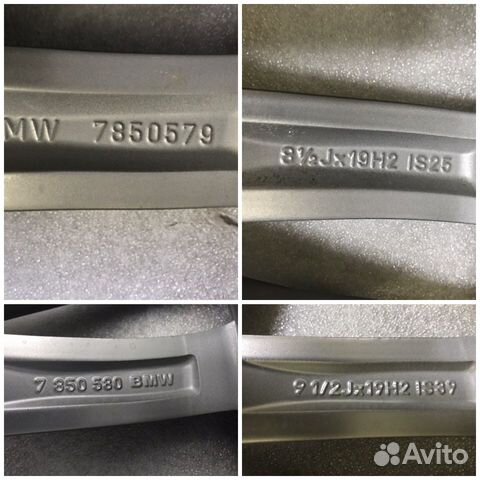 MW 7850579
8½Jx19H2 IS25
7 850 580 BMW
9 1/2Jx19H2 IS39
Avito